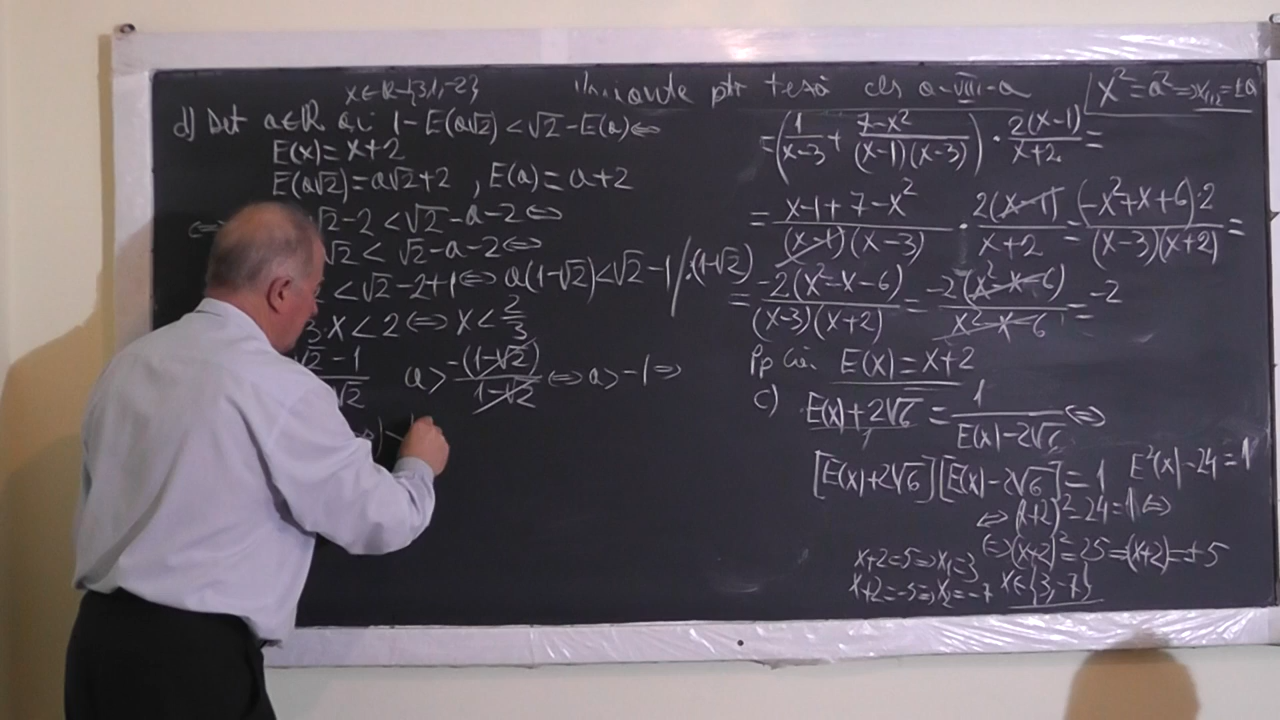 x∈R-{3,1,-2}
ptr teză cls a-VIII-a
x²=a²⇒x₁,₂=±a
d) Det a∈R a.î 1-E(a√2)<√2-E(a)⇔
E(x)=x+2
E(a√2)=a√2+2 , E(a)=a+2
⇔ √2-2<√2-a-2⇔
√2< √2-a-2⇔
<√2-2+1⇔a(1-√2)<√2-1/:(1-√2)
3·x<2⇔x<2/3
√2-1/√2 a>-(1-√2)/1-√2⇔a>-1⇔
=(1/(x-3)+(7-x²)/((x-1)(x-3)))·2(x-1)/(x+2)=
=(x-1+7-x²)/((x-1)(x-3))·2(x-1)/(x+2)=(-x²+x+6)·2/((x-3)(x+2))=
=-2(x²-x-6)/((x-3)(x+2))=-2(x²-x-6)/(x²-x-6)=-2
E(x)=x+2
c) (E(x)+2√6)/1=1/(E(x)-2√6)⇔
[E(x)+2√6][E(x)-2√6]=1 E²(x)-24=1
⇔(x+2)²-24=1⇔
⇔(x+2)²=25⇒(x+2)=±5
x+2=5⇒x₁=3
x+2=-5⇒x₂=-7 x∈{3,-7}